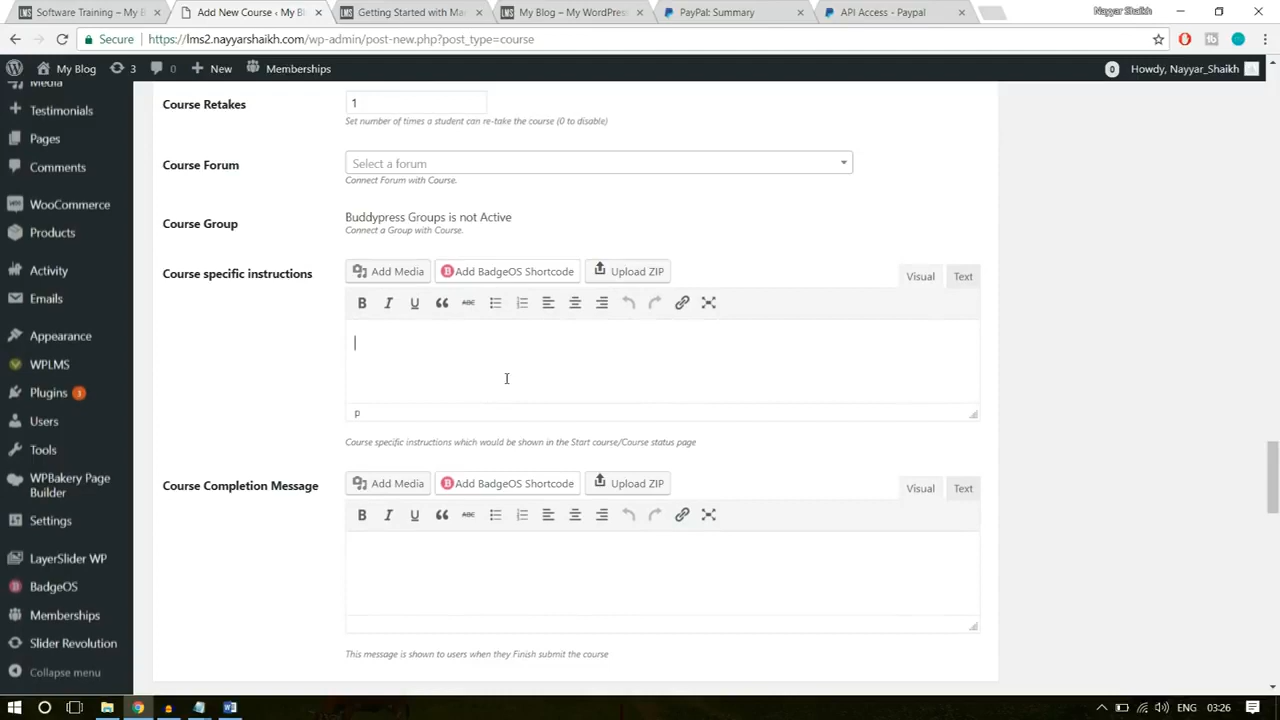 Software Training – My B
Add New Course ‹ My Bl
Getting Started with Ma
My Blog – My WordPress
PayPal: Summary
API Access - Paypal
Nayyar Shaikh
Secure
https://lms2.nayyarshaikh.com/wp-admin/post-new.php?post_type=course
My Blog
3
0
New
Memberships
0
Howdy, Nayyar_Shaikh
Media
Testimonials
Pages
Comments
WooCommerce
Products
Activity
Emails
Appearance
WPLMS
Plugins 1
Users
Tools
WPBakery Page
Builder
Settings
LayerSlider WP
BadgeOS
Memberships
Slider Revolution
Collapse menu
Course Retakes
1
Set number of times a student can re-take the course (0 to disable)
Course Forum
Select a forum
Connect Forum with Course.
Course Group
Buddypress Groups is not Active
Connect a Group with Course.
Course specific instructions
Add Media
Add BadgeOS Shortcode
Upload ZIP
Visual
Text
B I U ABC
p
Course specific instructions which would be shown in the Start course/Course status page
Course Completion Message
Add Media
Add BadgeOS Shortcode
Upload ZIP
Visual
Text
B I U ABC
This message is shown to users when they Finish submit the course
ENG
03:26